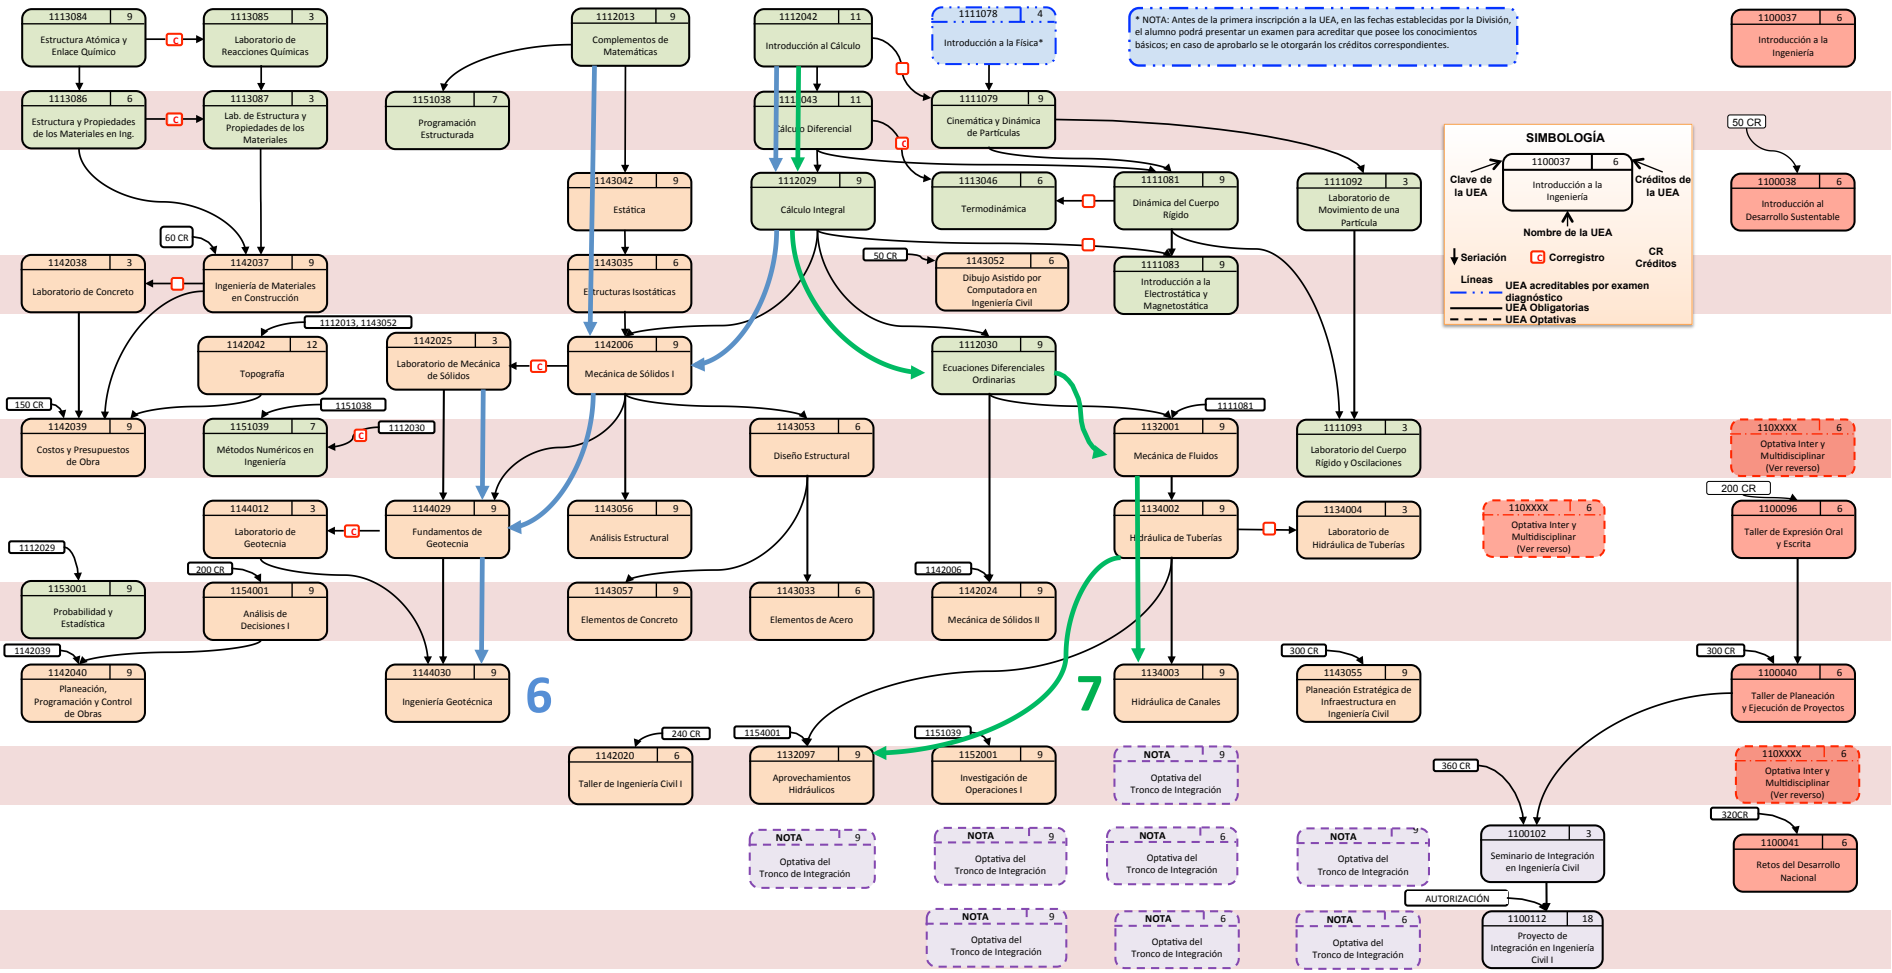 1113084 9
Estructura Atómica y
Enlace Químico
C
1113085 3
Laboratorio de
Reacciones Químicas
1112013 9
Complementos de
Matemáticas
1112042 11
Introducción al Cálculo
1111078 4
Introducción a la Física*
* NOTA: Antes de la primera inscripción a la UEA, en las fechas establecidas por la División,
el alumno podrá presentar un examen para acreditar que posee los conocimientos
básicos; en caso de aprobarlo se le otorgarán los créditos correspondientes.
1100037 6
Introducción a la
Ingeniería
1113086 6
Estructura y Propiedades
de los Materiales en Ing.
C
1113087 3
Lab. de Estructura y
Propiedades de los
Materiales
1151038 7
Programación
Estructurada
1112043 11
Cálculo Diferencial
C
1111079 9
Cinemática y Dinámica
de Partículas
SIMBOLOGÍA
1100037 6
Introducción a la
Ingeniería
Clave de
la UEA
Créditos de
la UEA
Nombre de la UEA
Seriación
C Corregistro
CR
Créditos
Líneas
UEA acreditables por examen
diagnóstico
UEA Obligatorias
UEA Optativas
50 CR
1143042 9
Estática
1112029 9
Cálculo Integral
1113046 6
Termodinámica
1111081 9
Dinámica del Cuerpo
Rígido
1111092 3
Laboratorio de
Movimiento de una
Partícula
1100038 6
Introducción al
Desarrollo Sustentable
60 CR
1142038 3
Laboratorio de Concreto
1142037 9
Ingeniería de Materiales
en Construcción
1143035 6
Estructuras Isostáticas
50 CR
1143052 6
Dibujo Asistido por
Computadora en
Ingeniería Civil
1111083 9
Introducción a la
Electrostática y
Magnetostática
1112013, 1143052
1142042 12
Topografía
1142025 3
Laboratorio de Mecánica
de Sólidos
C
1142006 9
Mecánica de Sólidos I
1112030 9
Ecuaciones Diferenciales
Ordinarias
150 CR
1151038
1112030
C
1111081
1142039 9
Costos y Presupuestos
de Obra
1151039 7
Métodos Numéricos en
Ingeniería
1143053 6
Diseño Estructural
1132001 9
Mecánica de Fluidos
1111093 3
Laboratorio del Cuerpo
Rígido y Oscilaciones
110XXXX 6
Optativa Inter y
Multidisciplinar
(Ver reverso)
200 CR
1144012 3
Laboratorio de
Geotecnia
C
1144029 9
Fundamentos de
Geotecnia
1143056 9
Análisis Estructural
1134002 9
Hidráulica de Tuberías
1134004 3
Laboratorio de
Hidráulica de Tuberías
110XXXX 6
Optativa Inter y
Multidisciplinar
(Ver reverso)
1100096 6
Taller de Expresión Oral
y Escrita
1112029
200 CR
1142006
1153001 9
Probabilidad y
Estadística
1154001 9
Análisis de
Decisiones I
1143057 9
Elementos de Concreto
1143033 6
Elementos de Acero
1142024 9
Mecánica de Sólidos II
1142039
300 CR
300 CR
1142040 9
Planeación,
Programación y Control
de Obras
1144030 9
Ingeniería Geotécnica
6
7
1134003 9
Hidráulica de Canales
1143055 9
Planeación Estratégica de
Infraestructura en
Ingeniería Civil
1100040 6
Taller de Planeación
y Ejecución de Proyectos
240 CR
1154001
1151039
1142020 6
Taller de Ingeniería Civil I
1132097 9
Aprovechamientos
Hidráulicos
1152001 9
Investigación de
Operaciones I
NOTA 9
Optativa del
Tronco de Integración
360 CR
110XXXX 6
Optativa Inter y
Multidisciplinar
(Ver reverso)
320CR
NOTA 9
Optativa del
Tronco de Integración
NOTA 9
Optativa del
Tronco de Integración
NOTA 6
Optativa del
Tronco de Integración
NOTA 9
Optativa del
Tronco de Integración
1100102 3
Seminario de Integración
en Ingeniería Civil
1100041 6
Retos del Desarrollo
Nacional
AUTORIZACIÓN
NOTA 9
Optativa del
Tronco de Integración
NOTA 6
Optativa del
Tronco de Integración
NOTA 6
Optativa del
Tronco de Integración
1100112 18
Proyecto de
Integración en Ingeniería
Civil I